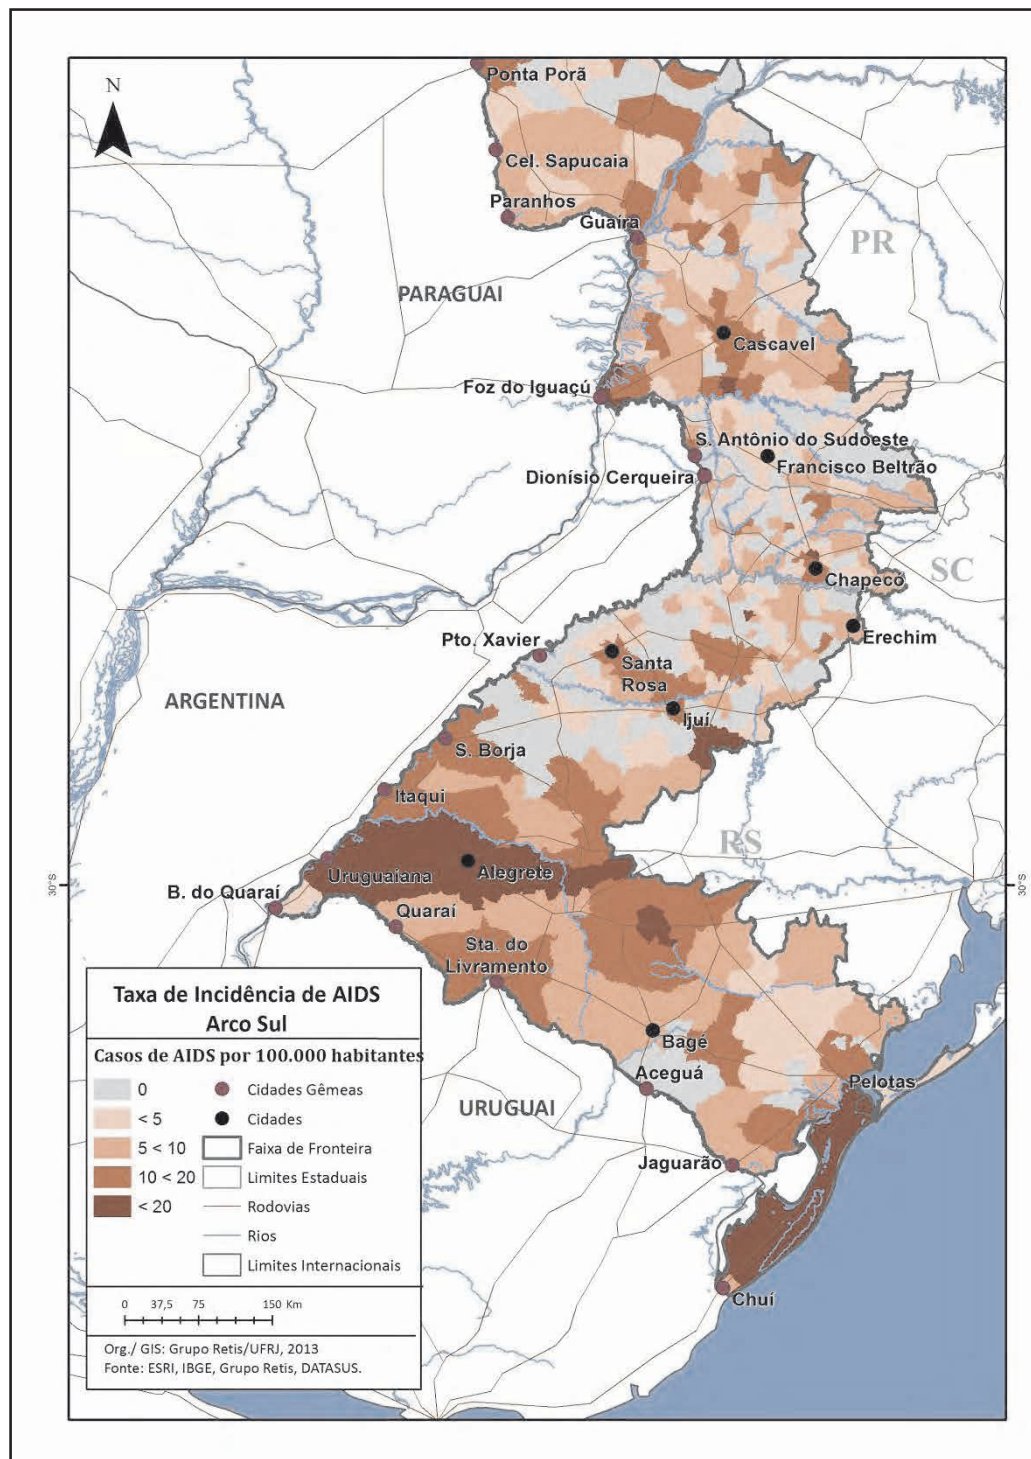 N
Ponta Porã
Cel. Sapucaia
Paranhos
Guaíra
PR
PARAGUAI
Cascavel
Foz do Iguaçú
S. Antônio do Sudoeste
Francisco Beltrão
Dionísio Cerqueira
SC
Chapecó
Erechim
Pto. Xavier
Santa
Rosa
ARGENTINA
Ijuí
S. Borja
Itaqui
RS
Uruguaiana
Alegrete
30°S
30°S
B. do Quaraí
Quaraí
Sta. do
Livramento
Bagé
Aceguá
Pelotas
URUGUAI
Jaguarão
Chuí
Taxa de Incidência de AIDS
Arco Sul
Casos de AIDS por 100.000 habitantes
0
< 5
5 < 10
10 < 20
< 20
Cidades Gêmeas
Cidades
Faixa de Fronteira
Limites Estaduais
Rodovias
Rios
Limites Internacionais
0 37,5 75 150 Km
Org./ GIS: Grupo Retis/UFRJ, 2013
Fonte: ESRI, IBGE, Grupo Retis, DATASUS.